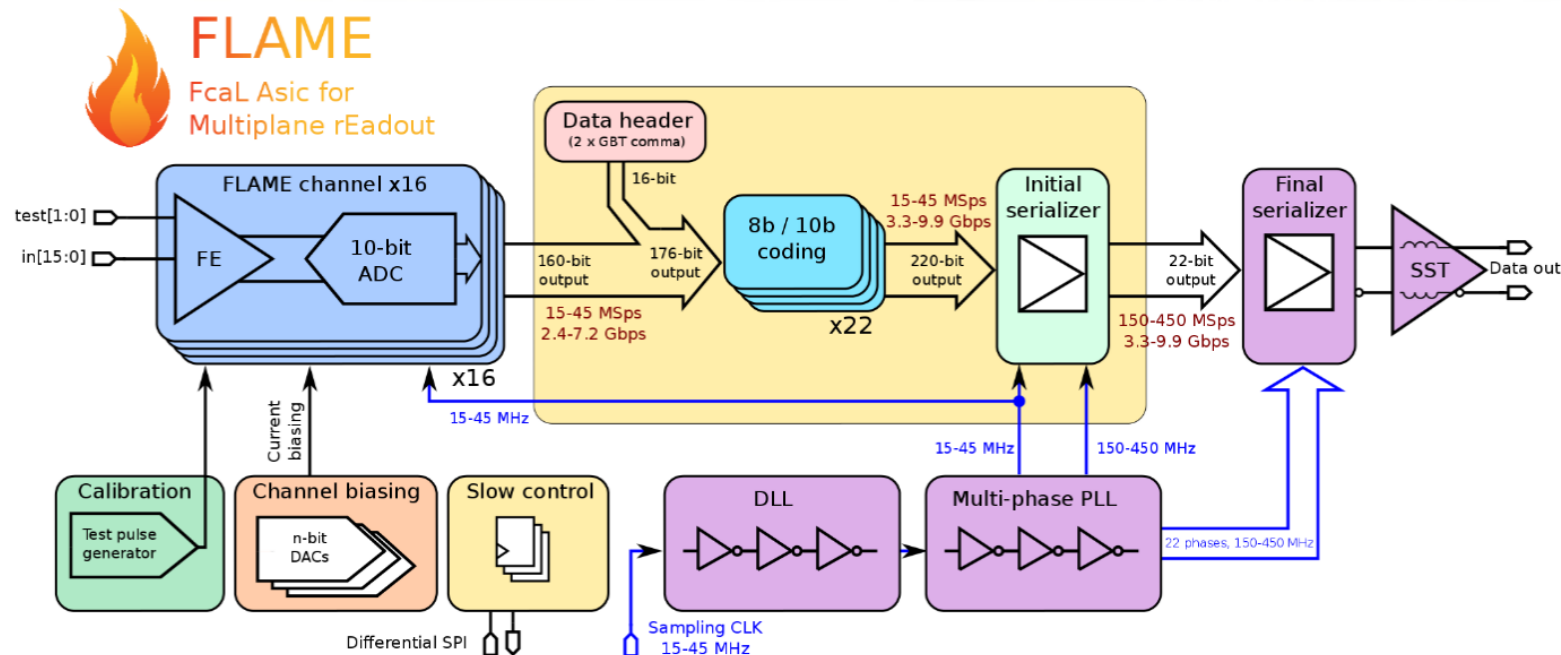 FLAME
FcaL Asic for
Multiplane rEadout
Data header
(2 x GBT comma)
16-bit
FLAME channel x16
test[1:0]
in[15:0]
FE
10-bit
ADC
160-bit
output
176-bit
output
15-45 MSps
2.4-7.2 Gbps
x16
8b / 10b
coding
x22
15-45 MSps
3.3-9.9 Gbps
220-bit
output
Initial
serializer
22-bit
output
150-450 MSps
3.3-9.9 Gbps
Final
serializer
SST
Data out
Current
biasing
15-45 MHz
15-45 MHz
150-450 MHz
Calibration
Test pulse
generator
Channel biasing
n-bit
DACs
Slow control
Differential SPI
DLL
Sampling CLK
15-45 MHz
Multi-phase PLL
22 phases, 150-450 MHz